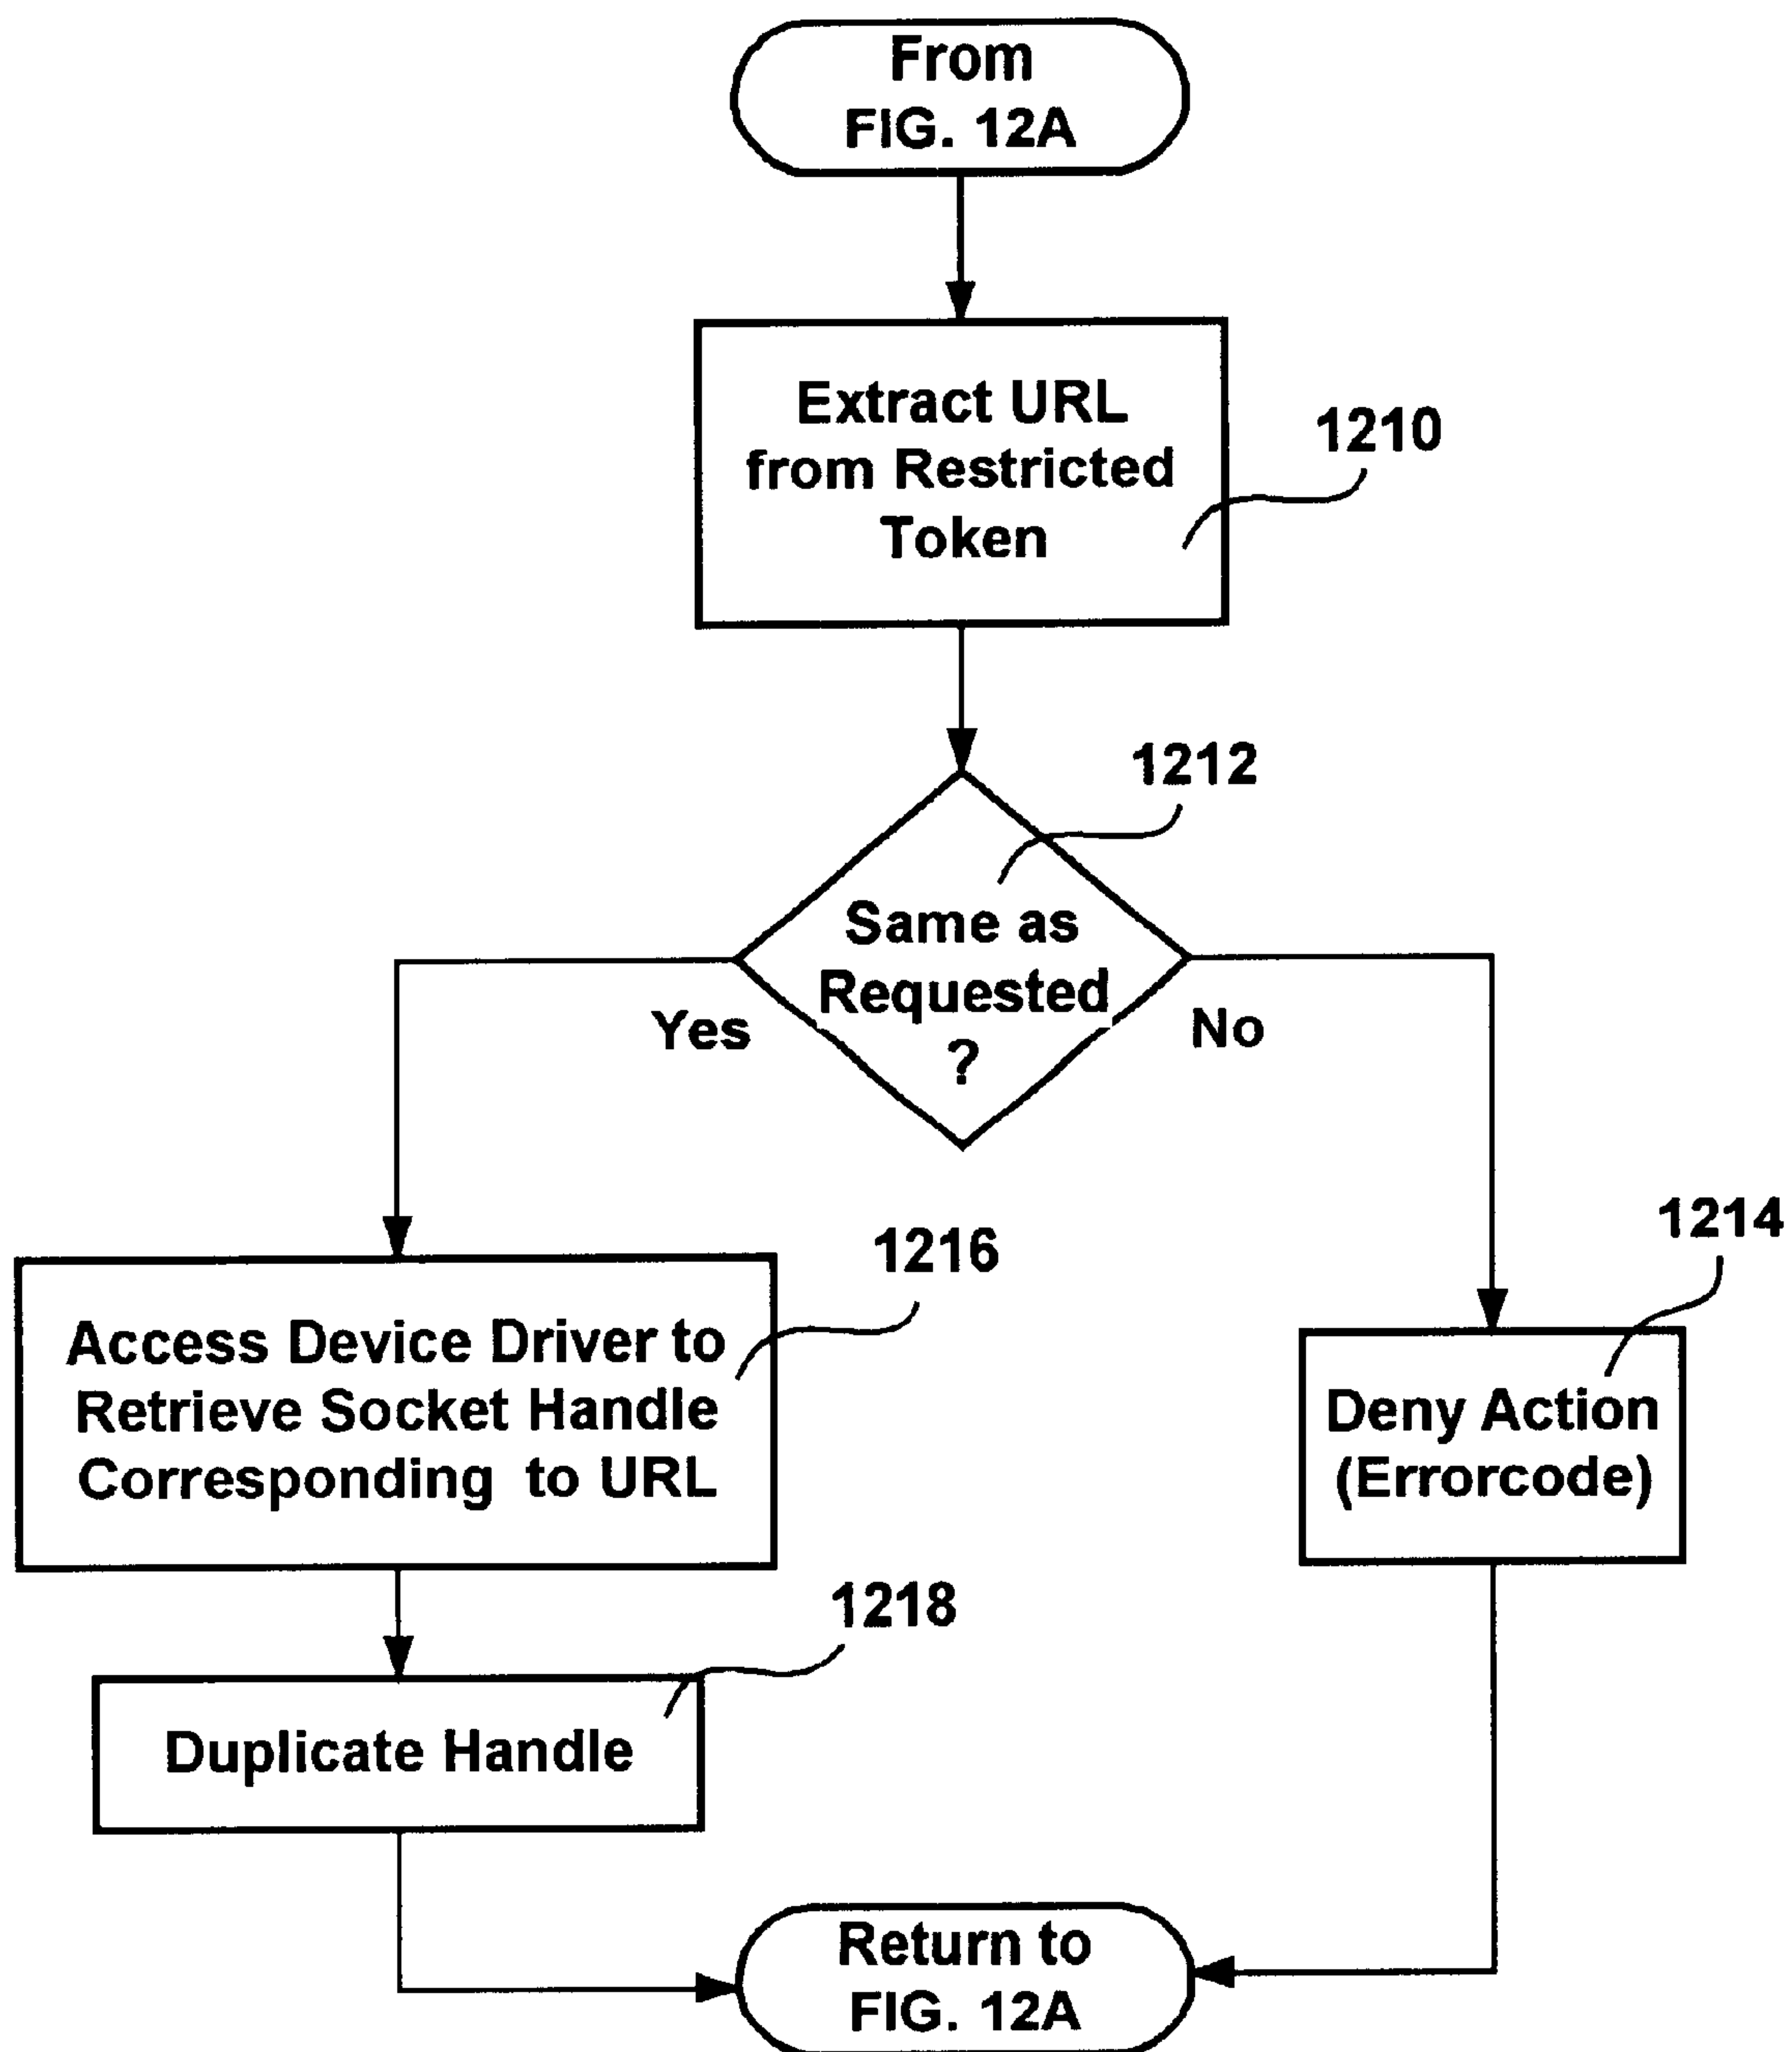 From
FIG. 12A
Extract URL
from Restricted
Token
1210
1212
Same as
Requested
?
Yes
No
1216
1214
Access Device Driver to
Retrieve Socket Handle
Corresponding to URL
Deny Action
(Errorcode)
1218
Duplicate Handle
Return to
FIG. 12A